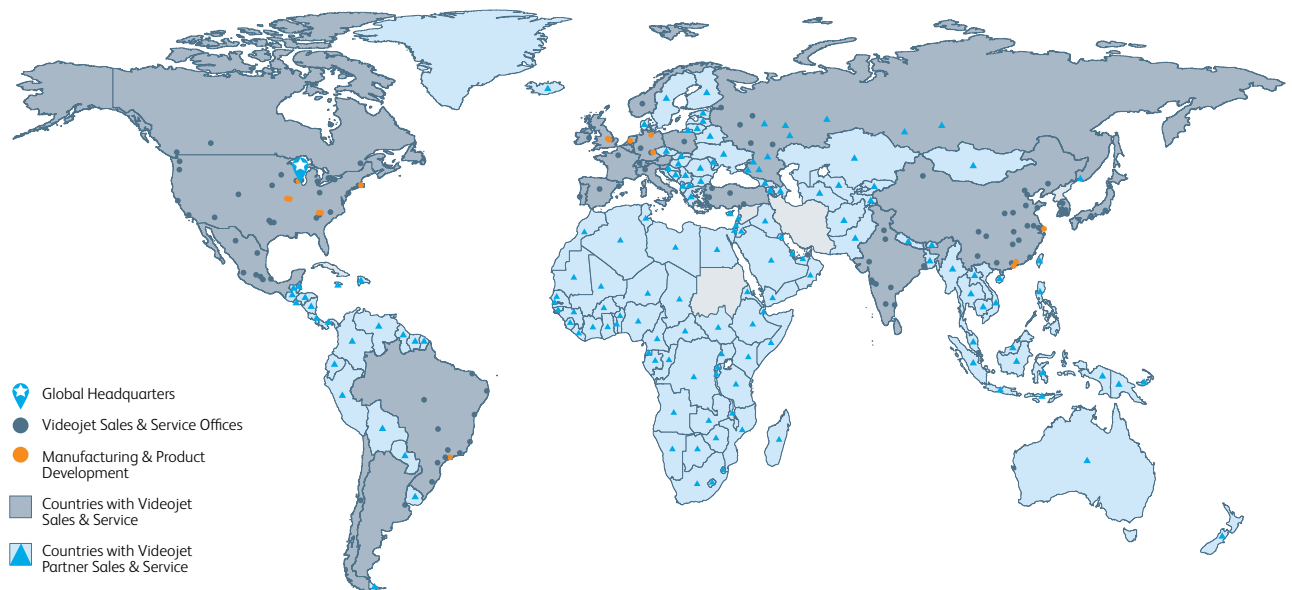 Global Headquarters
Videojet Sales & Service Offices
Manufacturing & Product
Development
Countries with Videojet
Sales & Service
Countries with Videojet
Partner Sales & Service